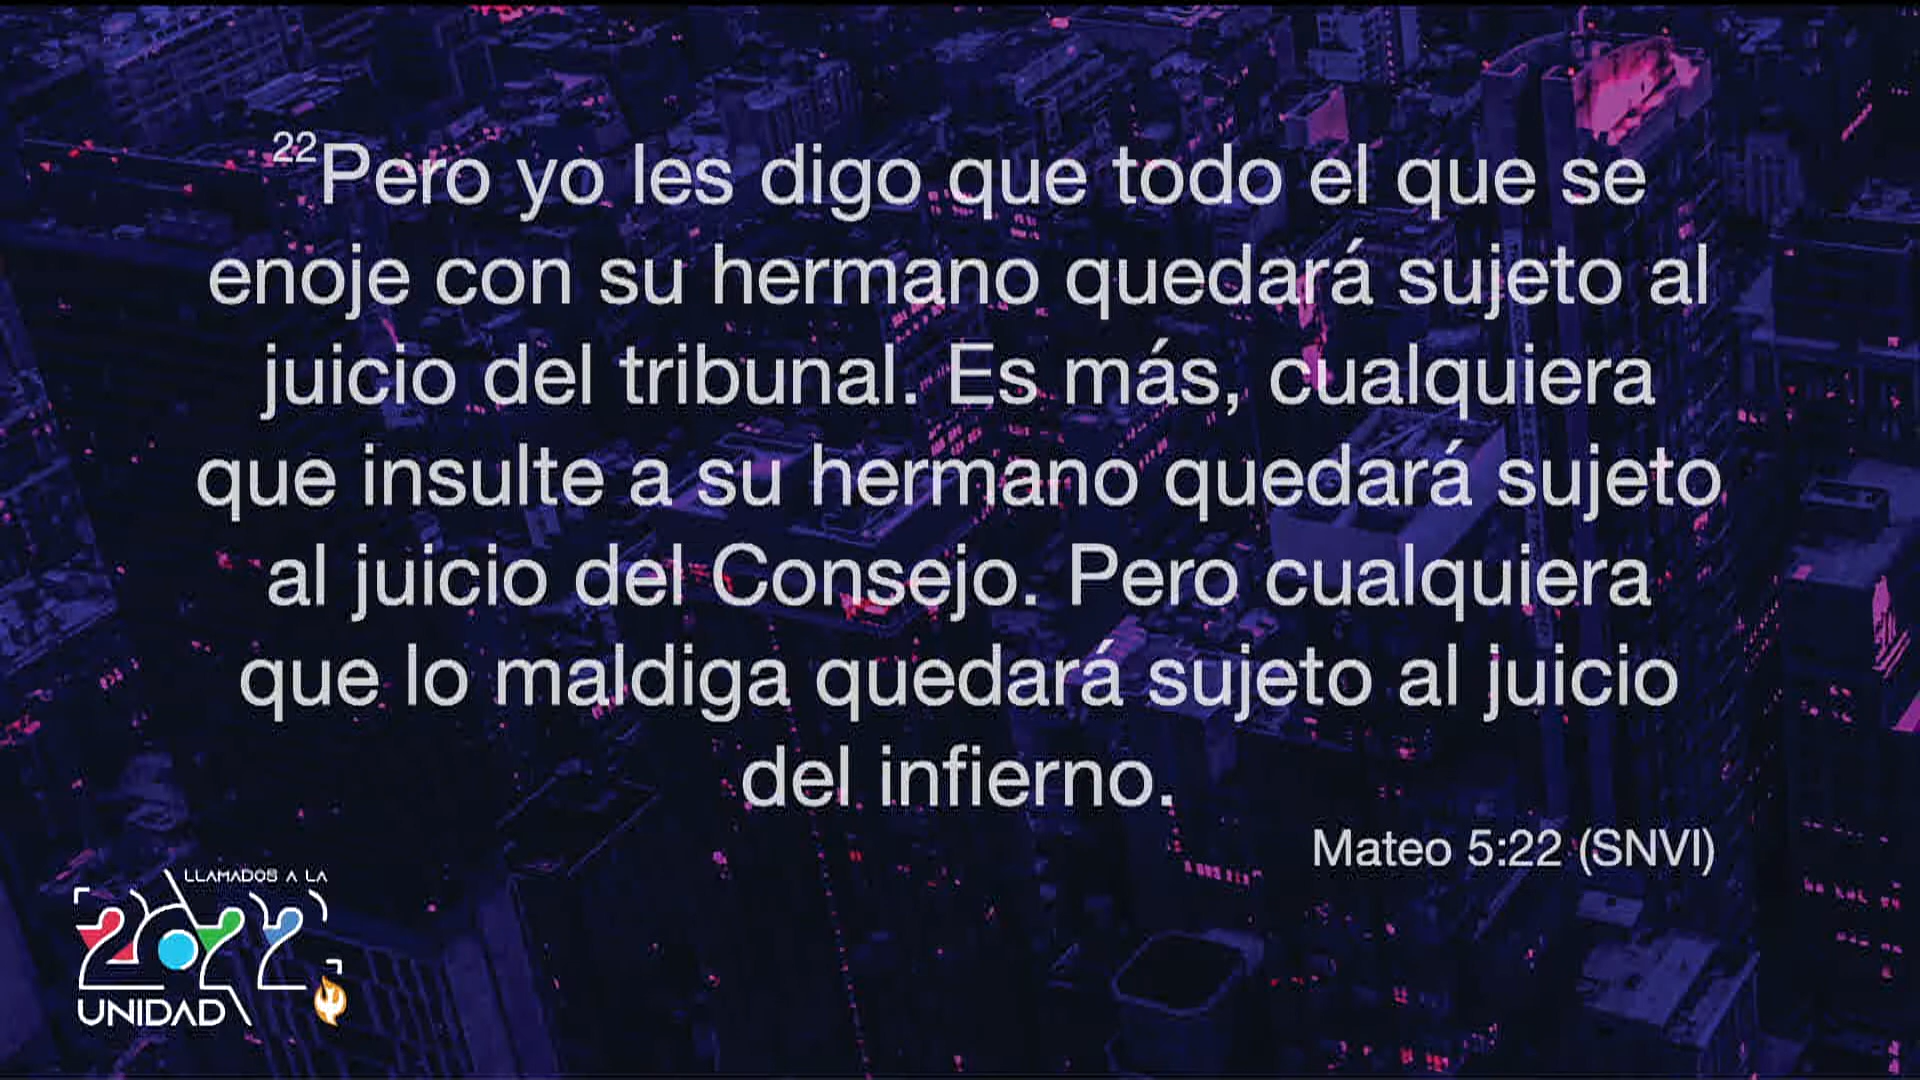 22Pero yo les digo que todo el que se
enoje con su hermano quedará sujeto al
juicio del tribunal. Es más, cualquiera
que insulte a su hermano quedará sujeto
al juicio del Consejo. Pero cualquiera
que lo maldiga quedará sujeto al juicio
del infierno.
Mateo 5:22 (SNVI)
LLAMADOS A LA
2022
UNIDAD